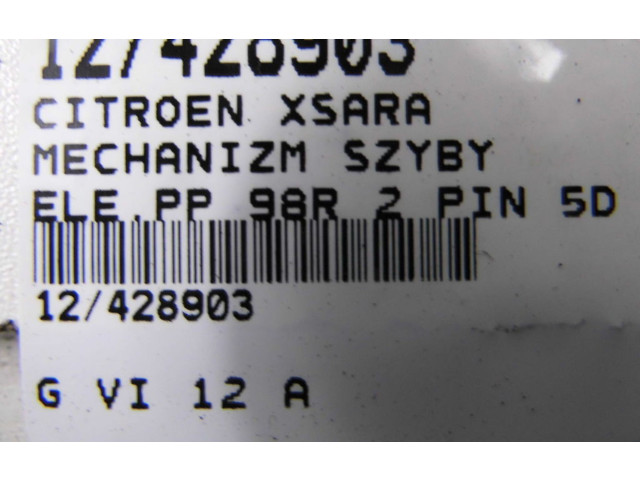 12/428903
CITROEN XSARA
MECHANIZM SZYBY
ELE.PP 98R 2 PIN 5D
12/428903
G VI 12 A